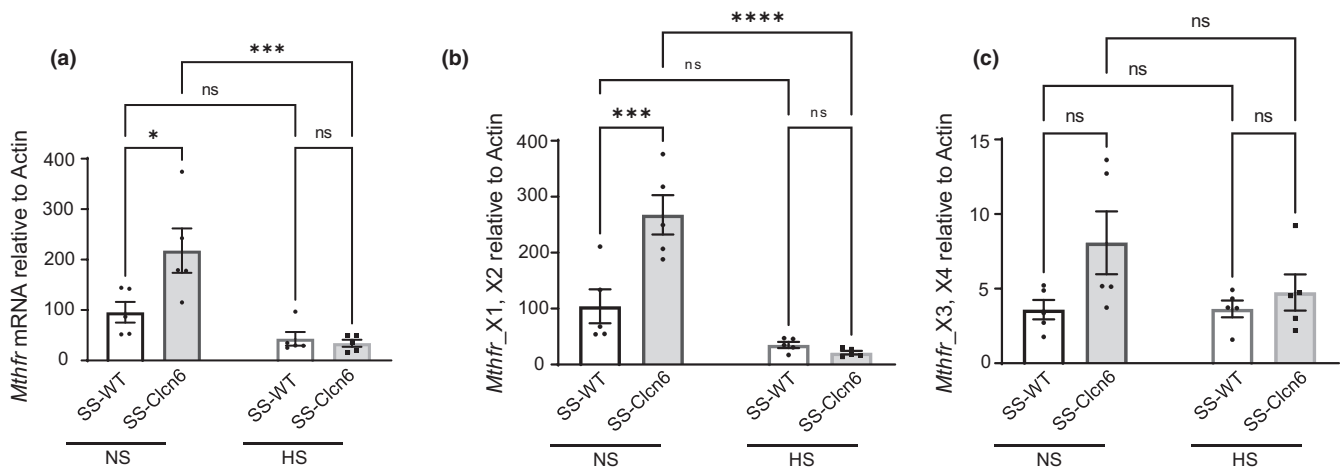 (a)
***
ns
*
ns
Mthfr mRNA relative to Actin
400
300
200
100
0
SS-WT
SS-Clcn6
SS-WT
SS-Clcn6
NS
HS
(b)
****
ns
***
ns
Mthfr_X1, X2 relative to Actin
400
300
200
100
0
SS-WT
SS-Clcn6
SS-WT
SS-Clcn6
NS
HS
(c)
ns
ns
ns
ns
Mthfr_X3, X4 relative to Actin
15
10
5
0
SS-WT
SS-Clcn6
SS-WT
SS-Clcn6
NS
HS